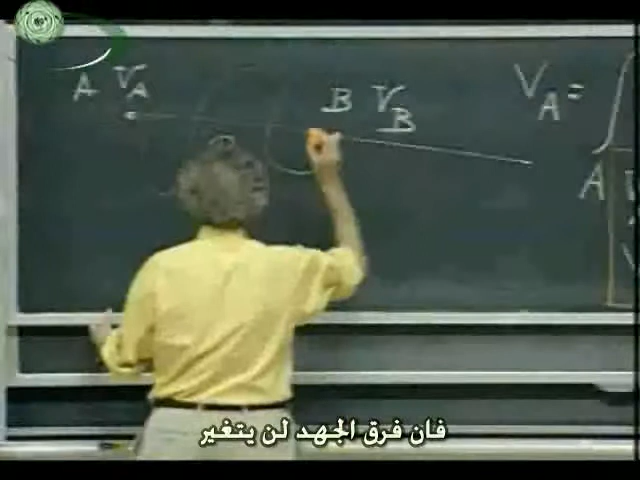 A V_A
B V_B
V_A = ∫
A
فان فرق الجهد لن يتغير